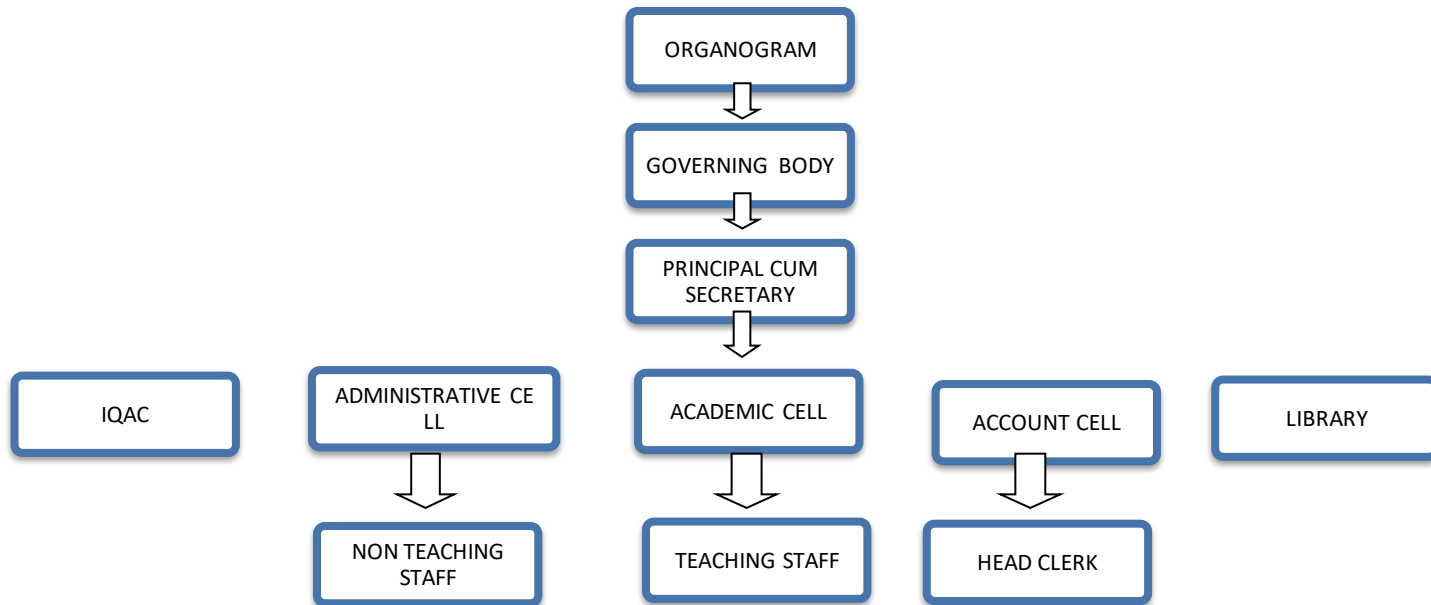 ORGANOGRAM
GOVERNING BODY
PRINCIPAL CUM
SECRETARY
IQAC
ADMINISTRATIVE CE
LL
ACADEMIC CELL
ACCOUNT CELL
LIBRARY
NON TEACHING
STAFF
TEACHING STAFF
HEAD CLERK